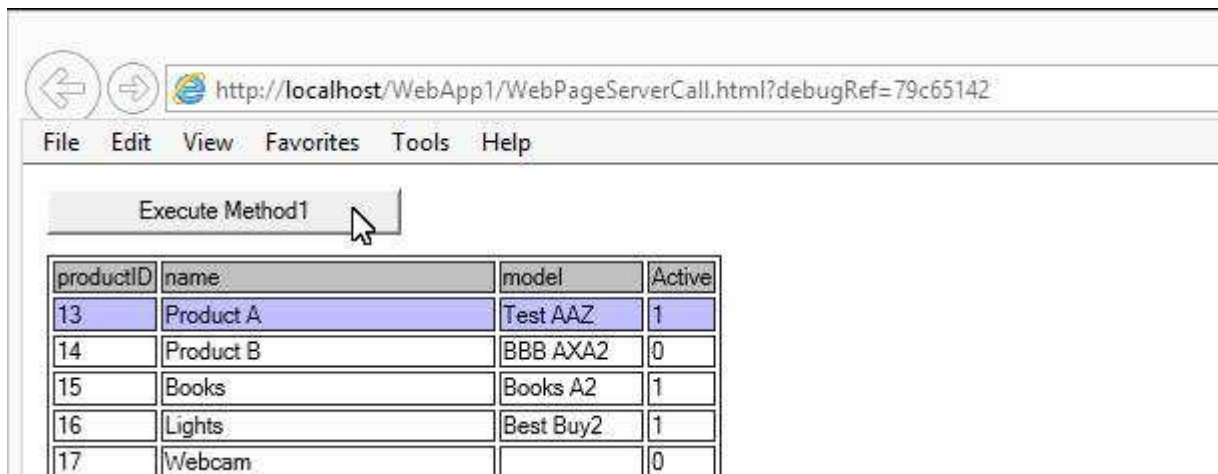 http://localhost/WebApp1/WebPageServerCall.html?debugRef=79c65142
File Edit View Favorites Tools Help
Execute Method1
productID name model Active
13 Product A Test AAZ 1
14 Product B BBB AXA2 0
15 Books Books A2 1
16 Lights Best Buy2 1
17 Webcam 0